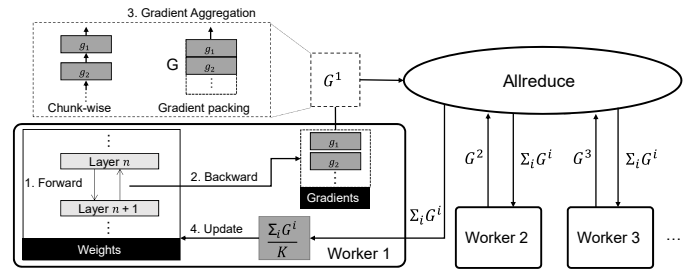 3. Gradient Aggregation
g₁
g₂
⋮
Chunk-wise
G
g₁
g₂
⋮
Gradient packing
G¹
Allreduce
⋮
Layer n
1. Forward
Layer n + 1
⋮
Weights
2. Backward
g₁
g₂
⋮
Gradients
4. Update
ΣᵢGⁱ
K
Worker 1
ΣᵢGⁱ
G²
ΣᵢGⁱ
G³
ΣᵢGⁱ
Worker 2
Worker 3
...